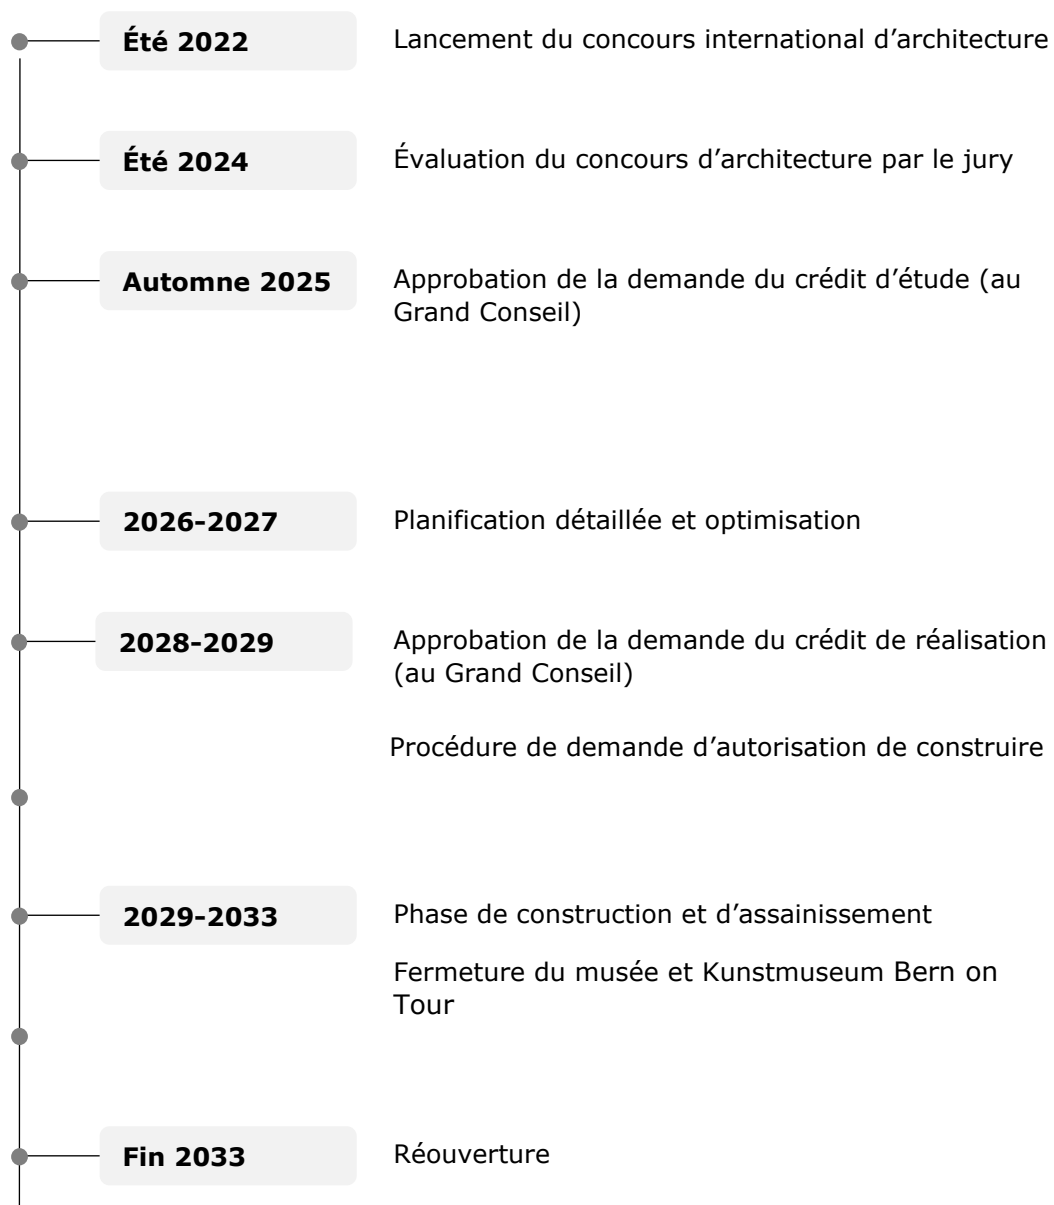 Été 2022
Lancement du concours international d’architecture
Été 2024
Évaluation du concours d’architecture par le jury
Automne 2025
Approbation de la demande du crédit d’étude (au
Grand Conseil)
2026-2027
Planification détaillée et optimisation
2028-2029
Approbation de la demande du crédit de réalisation
(au Grand Conseil)
Procédure de demande d’autorisation de construire
2029-2033
Phase de construction et d’assainissement
Fermeture du musée et Kunstmuseum Bern on
Tour
Fin 2033
Réouverture